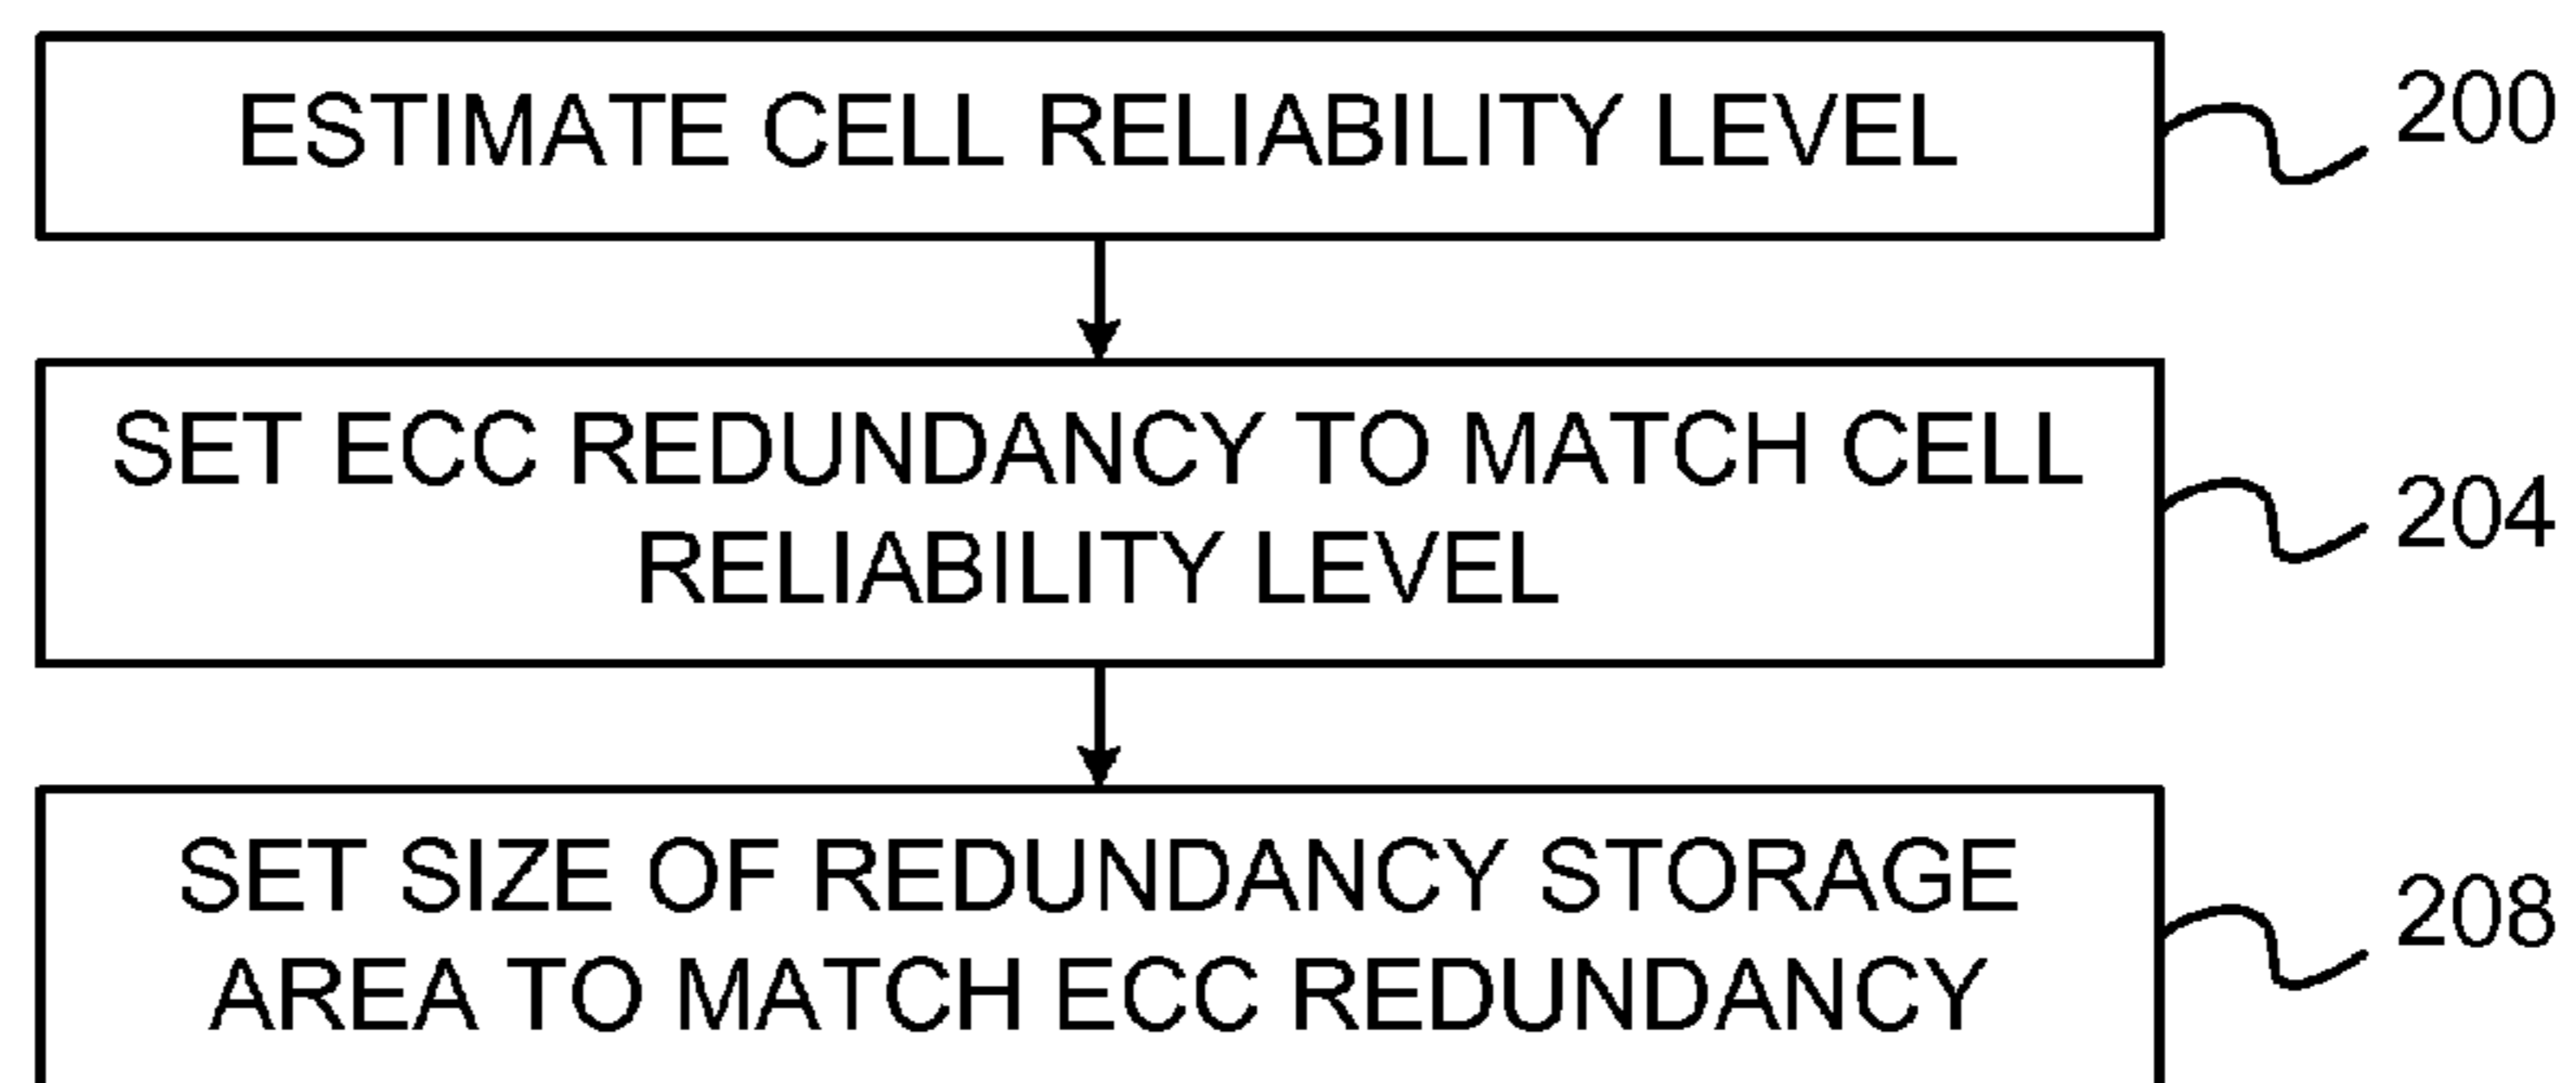 ESTIMATE CELL RELIABILITY LEVEL
200
SET ECC REDUNDANCY TO MATCH CELL
RELIABILITY LEVEL
204
SET SIZE OF REDUNDANCY STORAGE
AREA TO MATCH ECC REDUNDANCY
208